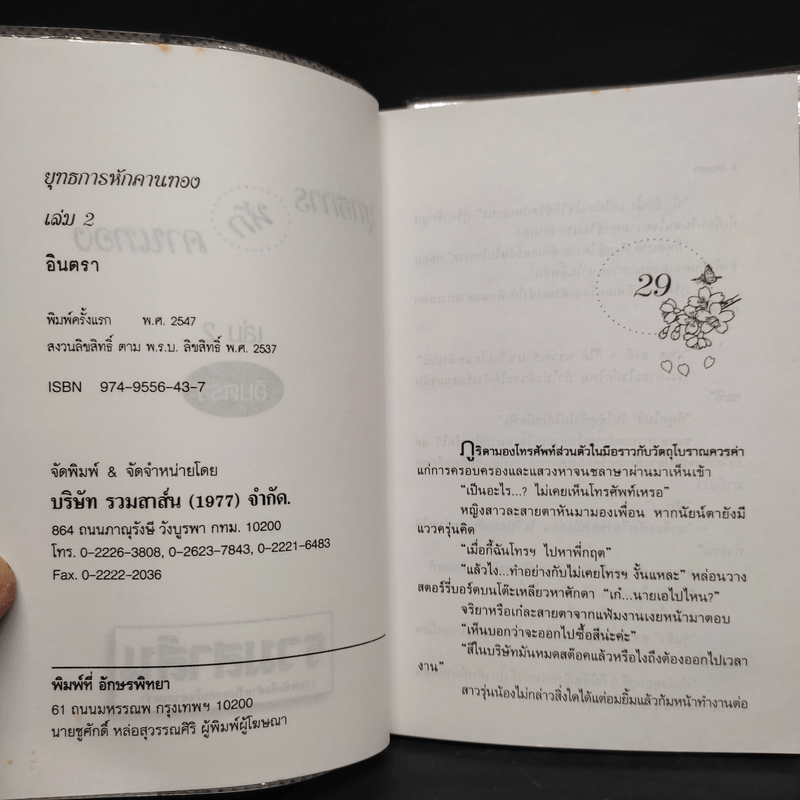 ยุทธการหักคานทอง
เล่ม 2
อินตรา
พิมพ์ครั้งแรก พ.ศ. 2547
สงวนลิขสิทธิ์ ตาม พ.ร.บ. ลิขสิทธิ์ พ.ศ. 2537
ISBN 974-9556-43-7
จัดพิมพ์ & จัดจำหน่ายโดย
บริษัท รวมสาส์น (1977) จำกัด.
864 ถนนภาณุรังษี วังบูรพา กทม. 10200
โทร. 0-2226-3808, 0-2623-7843, 0-2221-6483
Fax. 0-2222-2036
พิมพ์ที่ อักษรพิทยา
61 ถนนมหรรณพ กรุงเทพฯ 10200
นายชูศักดิ์ หล่อสุวรรณศิริ ผู้พิมพ์ผู้โฆษณา
29
ภูริดามองโทรศัพท์ส่วนตัวในมือราวกับวัตถุโบราณควรค่า
แก่การครอบครองและแสวงหาจนชลาษาผ่านมาเห็นเข้า
"เป็นอะไร...? ไม่เคยเห็นโทรศัพท์เหรอ"
หญิงสาวละสายตาหันมามองเพื่อน หากนัยน์ตายังมี
แววครุ่นคิด
"เมื่อกี้ฉันโทรฯ ไปหาพี่กฤต"
"แล้วไง...ทำอย่างกับไม่เคยโทรฯ งั้นแหละ" หล่อนวาง
สตอร์รี่บอร์ดบนโต๊ะเหลียวหาศักดา "เก๋...นายเอไปไหน?"
จริยาหรือเก๋ละสายตาจากแฟ้มงานเงยหน้ามาตอบ
"เห็นบอกว่าจะออกไปซื้อสีน่ะค่ะ"
"สีในบริษัทมันหมดสต๊อคแล้วหรือไงถึงต้องออกไปเวลา
งาน"
สาวรุ่นน้องไม่กล่าวสิ่งใดได้แต่อมยิ้มแล้วก้มหน้าทำงานต่อ